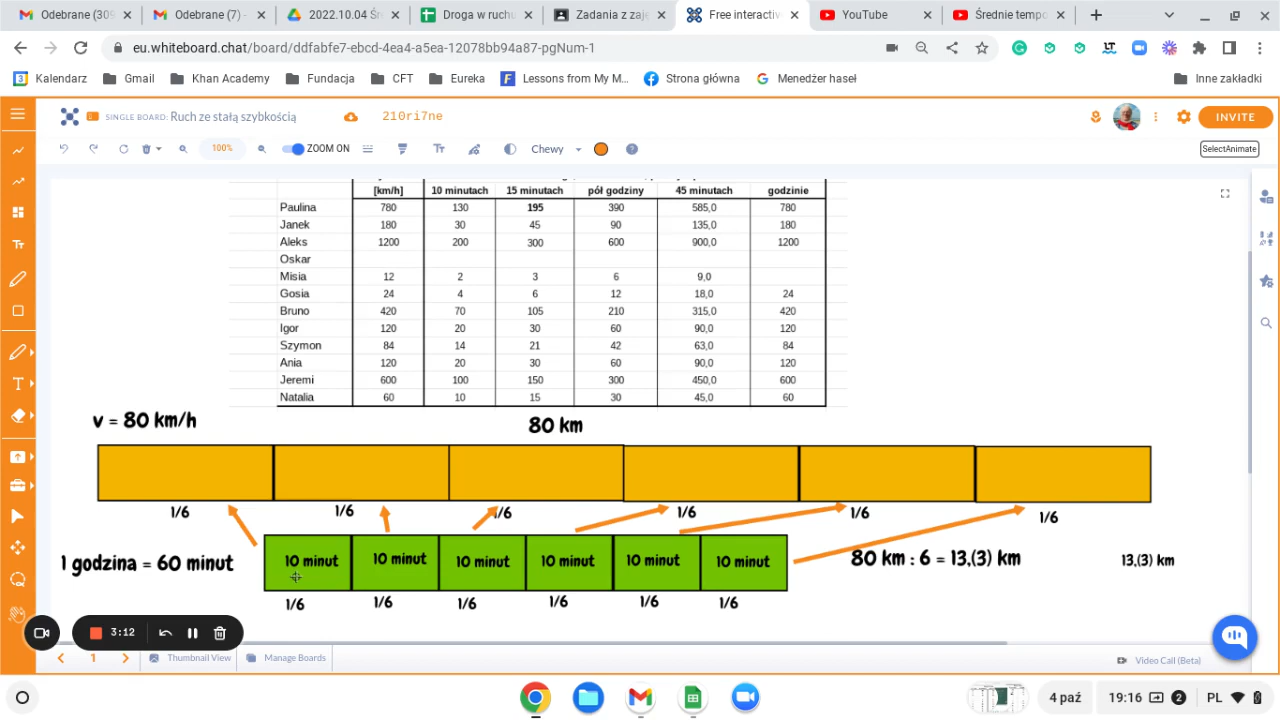 Odebrane (309
Odebrane (7) -
2022.10.04 Śr
Droga w ruchu
Zadania z zaję
Free interactiv
YouTube
Średnie tempo
eu.whiteboard.chat/board/ddfabfe7-ebcd-4ea4-a5ea-12078bb94a87-pgNum-1
Kalendarz
Gmail
Khan Academy
Fundacja
CFT
Eureka
Lessons from My M...
Strona główna
Menedżer haseł
Inne zakładki
SINGLE BOARD: Ruch ze stałą szybkością
210ri7ne
INVITE
100%
ZOOM ON
Chewy
SelectAnimate
[km/h] 10 minutach 15 minutach pół godziny 45 minutach godzinie
Paulina 780 130 195 390 585,0 780
Janek 180 30 45 90 135,0 180
Aleks 1200 200 300 600 900,0 1200
Oskar
Misia 12 2 3 6 9,0
Gosia 24 4 6 12 18,0 24
Bruno 420 70 105 210 315,0 420
Igor 120 20 30 60 90,0 120
Szymon 84 14 21 42 63,0 84
Ania 120 20 30 60 90,0 120
Jeremi 600 100 150 300 450,0 600
Natalia 60 10 15 30 45,0 60
v = 80 km/h
80 km
1/6 1/6 1/6 1/6 1/6 1/6
1 godzina = 60 minut
10 minut 10 minut 10 minut 10 minut 10 minut 10 minut
80 km : 6 = 13,(3) km
13,(3) km
1/6 1/6 1/6 1/6 1/6 1/6
3:12
1
Thumbnail View
Manage Boards
Video Call (Beta)
4 paź
19:16
2
PL